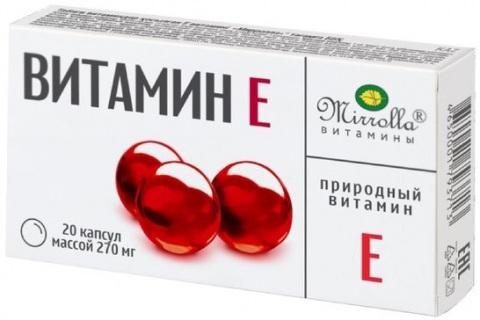 ВИТАМИН Е
20 капсул
массой 270 мг
Mirrolla®
витамины
природный
витамин
Е
EAC